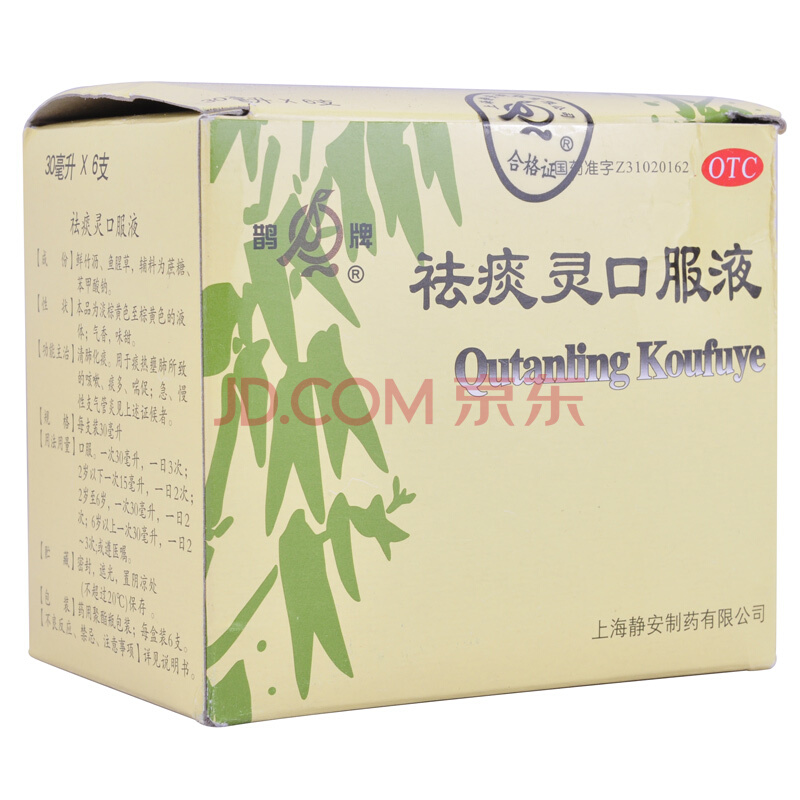 30毫升 X 6支
合格证
国药准字Z31020162
OTC
鹊 牌
®
祛痰灵口服液
Qutanling Koufuye
JD.COM 京东
上海静安制药有限公司
30毫升 X 6支
祛痰灵口服液
【成 份】鲜竹沥、鱼腥草,辅料为蔗糖、
苯甲酸钠。
【性 状】本品为淡棕黄色至棕黄色的液
体;气香,味甜。
【功能主治】清肺化痰。用于痰热壅肺所致
的咳嗽、痰多、喘促;急、慢
性支气管炎见上述证候者。
【规 格】每支装30毫升
【用法用量】口服。一次30毫升,一日3次;
2岁以下一次15毫升,一日2次;
2岁至6岁,一次30毫升,一日2
次;6岁以上一次30毫升,一日2
~3次;或遵医嘱。
【贮 藏】密封,遮光,置阴凉处
(不超过20℃)保存。
【包 装】药用聚酯瓶包装;每盒装6支。
【不良反应、禁忌、注意事项】详见说明书。